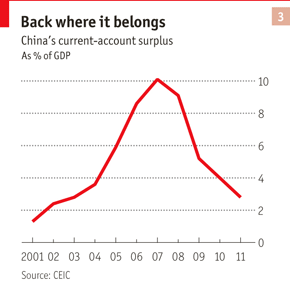 Back where it belongs
3
China's current-account surplus
As % of GDP
10
8
6
4
2
0
2001 02 03 04 05 06 07 08 09 10 11
Source: CEIC